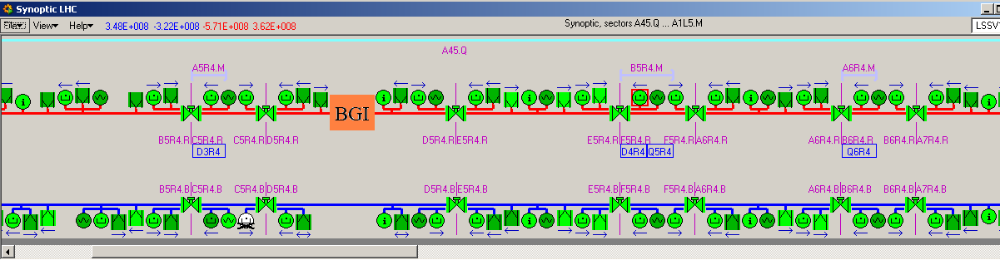 Synoptic LHC
File View Help 3.48E+008 -3.22E+008 -5.71E+008 3.62E+008 Synoptic, sectors A45.Q ... A1L5.M LSSV
A45.Q
A5R4.M B5R4.M A6R4.M
BGI
B5R4.R C5R4.R C5R4.R D5R4.R D5R4.R E5R4.R E5R4.R F5R4.R F5R4.R A6R4.R A6R4.R B6R4.R B6R4.R A7R4.R
D3R4 D4R4 Q5R4 Q6R4
B5R4.B C5R4.B C5R4.B D5R4.B D5R4.B E5R4.B E5R4.B F5R4.B F5R4.B A6R4.B A6R4.B B6R4.B B6R4.B A7R4.B